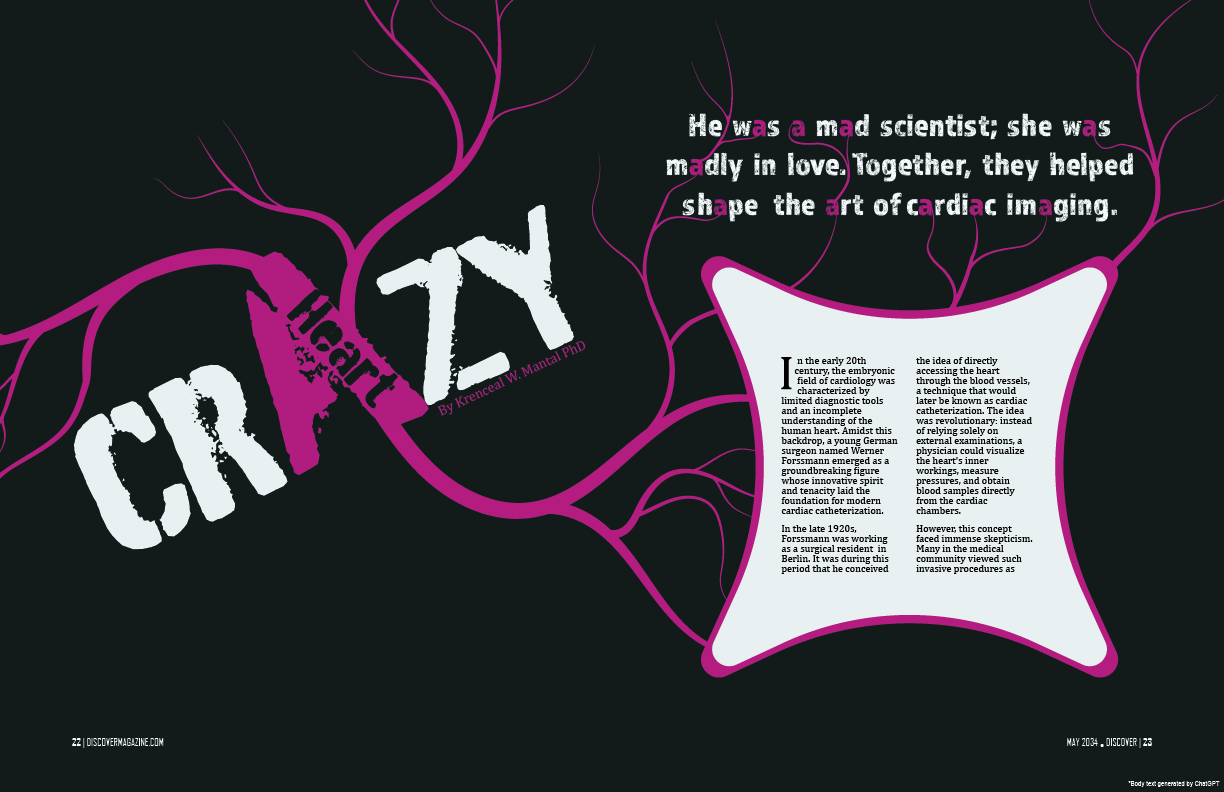 CRAZY
heart
By Krenceal W. Mantal PhD
He was a mad scientist; she was
madly in love. Together, they helped
shape the art of cardiac imaging.
In the early 20th
century, the embryonic
field of cardiology was
characterized by
limited diagnostic tools
and an incomplete
understanding of the
human heart. Amidst this
backdrop, a young German
surgeon named Werner
Forssmann emerged as a
groundbreaking figure
whose innovative spirit
and tenacity laid the
foundation for modern
cardiac catheterization.
In the late 1920s,
Forssmann was working
as a surgical resident in
Berlin. It was during this
period that he conceived
the idea of directly
accessing the heart
through the blood vessels,
a technique that would
later be known as cardiac
catheterization. The idea
was revolutionary: instead
of relying solely on
external examinations, a
physician could visualize
the heart's inner
workings, measure
pressures, and obtain
blood samples directly
from the cardiac
chambers.
However, this concept
faced immense skepticism.
Many in the medical
community viewed such
invasive procedures as
22 | DISCOVERMAGAZINE.COM
MAY 2034 . DISCOVER | 23
*Body text generated by ChatGPT